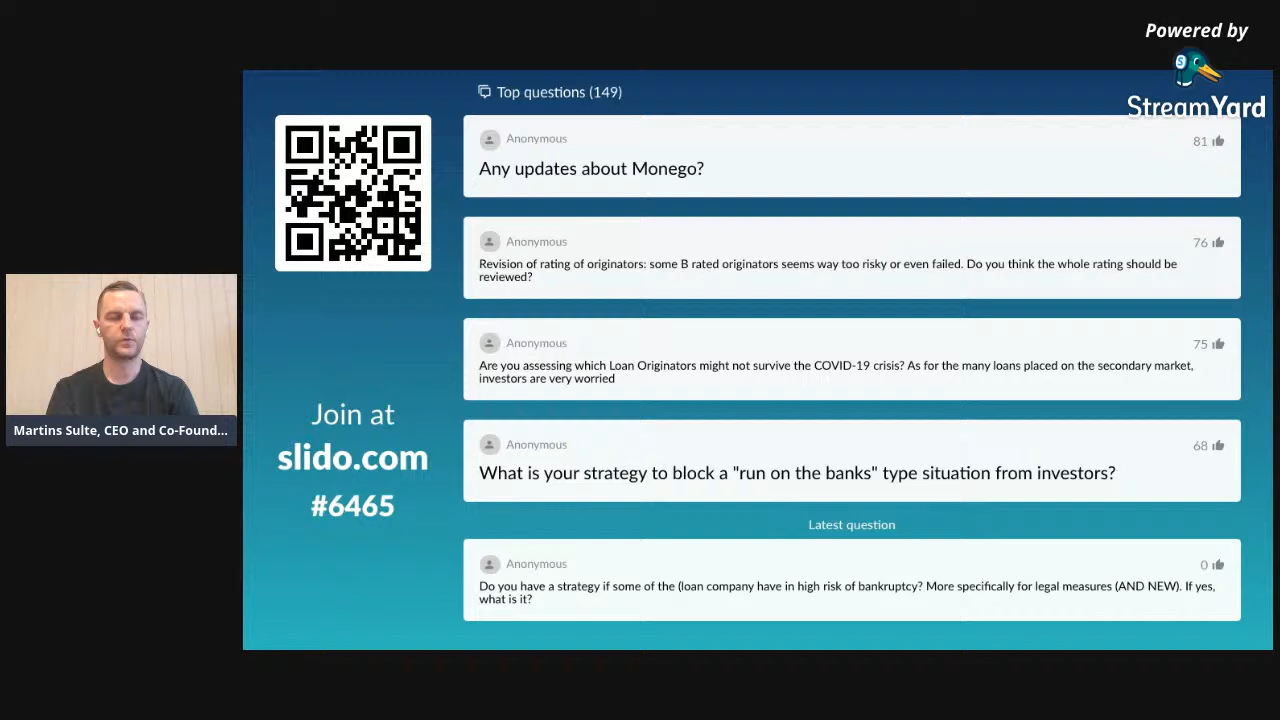 Powered by
StreamYard
Top questions (149)
Anonymous
81
Any updates about Monego?
Anonymous
76
Revision of rating of originators: some B rated originators seems way too risky or even failed. Do you think the whole rating should be
reviewed?
Anonymous
75
Are you assessing which Loan Originators might not survive the COVID-19 crisis? As for the many loans placed on the secondary market,
investors are very worried
Anonymous
68
What is your strategy to block a "run on the banks" type situation from investors?
Latest question
Anonymous
0
Do you have a strategy if some of the (loan company have in high risk of bankruptcy? More specifically for legal measures (AND NEW). If yes,
what is it?
Join at
slido.com
#6465
Martins Sulte, CEO and Co-Found...